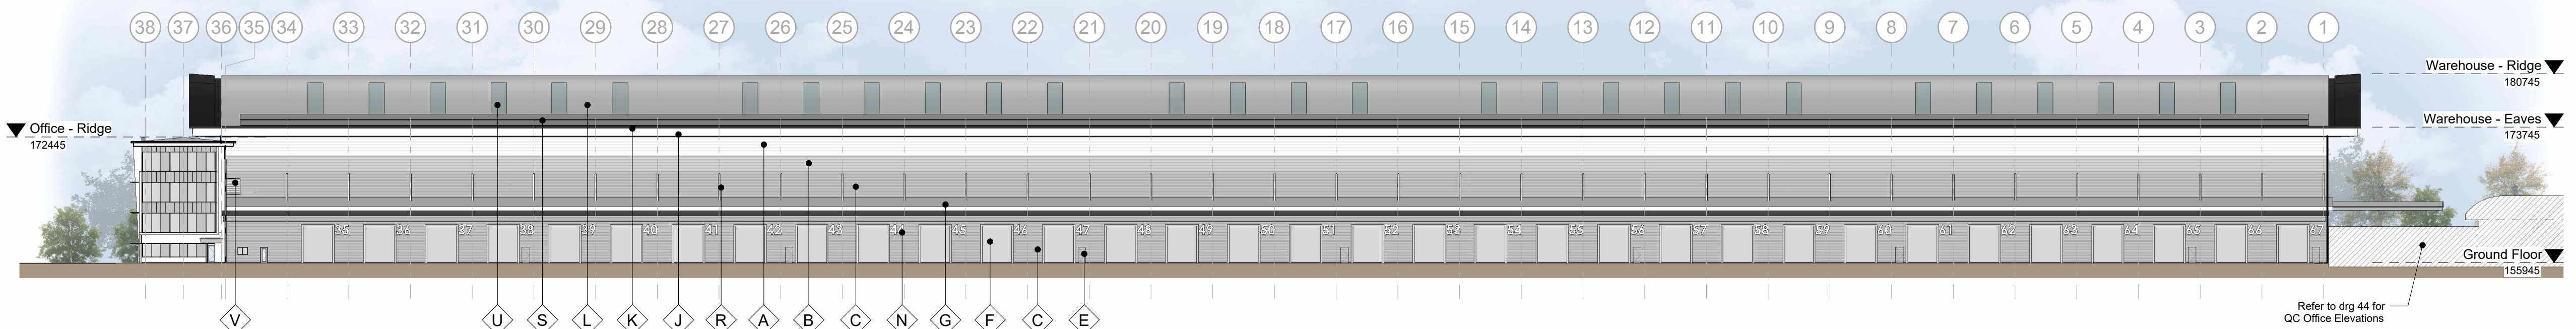 38 37 36 35 34 33 32 31 30 29 28 27 26 25 24 23 22 21 20 19 18 17 16 15 14 13 12 11 10 9 8 7 6 5 4 3 2 1
Warehouse - Ridge
180745
Office - Ridge
172445
Warehouse - Eaves
173745
35 36 37 38 39 40 41 42 43 44 45 46 47 48 49 50 51 52 53 54 55 56 57 58 59 60 61 62 63 64 65 66 67
Ground Floor
155945
Refer to drg 44 for
QC Office Elevations
V U S L K J R A B C N G F C E